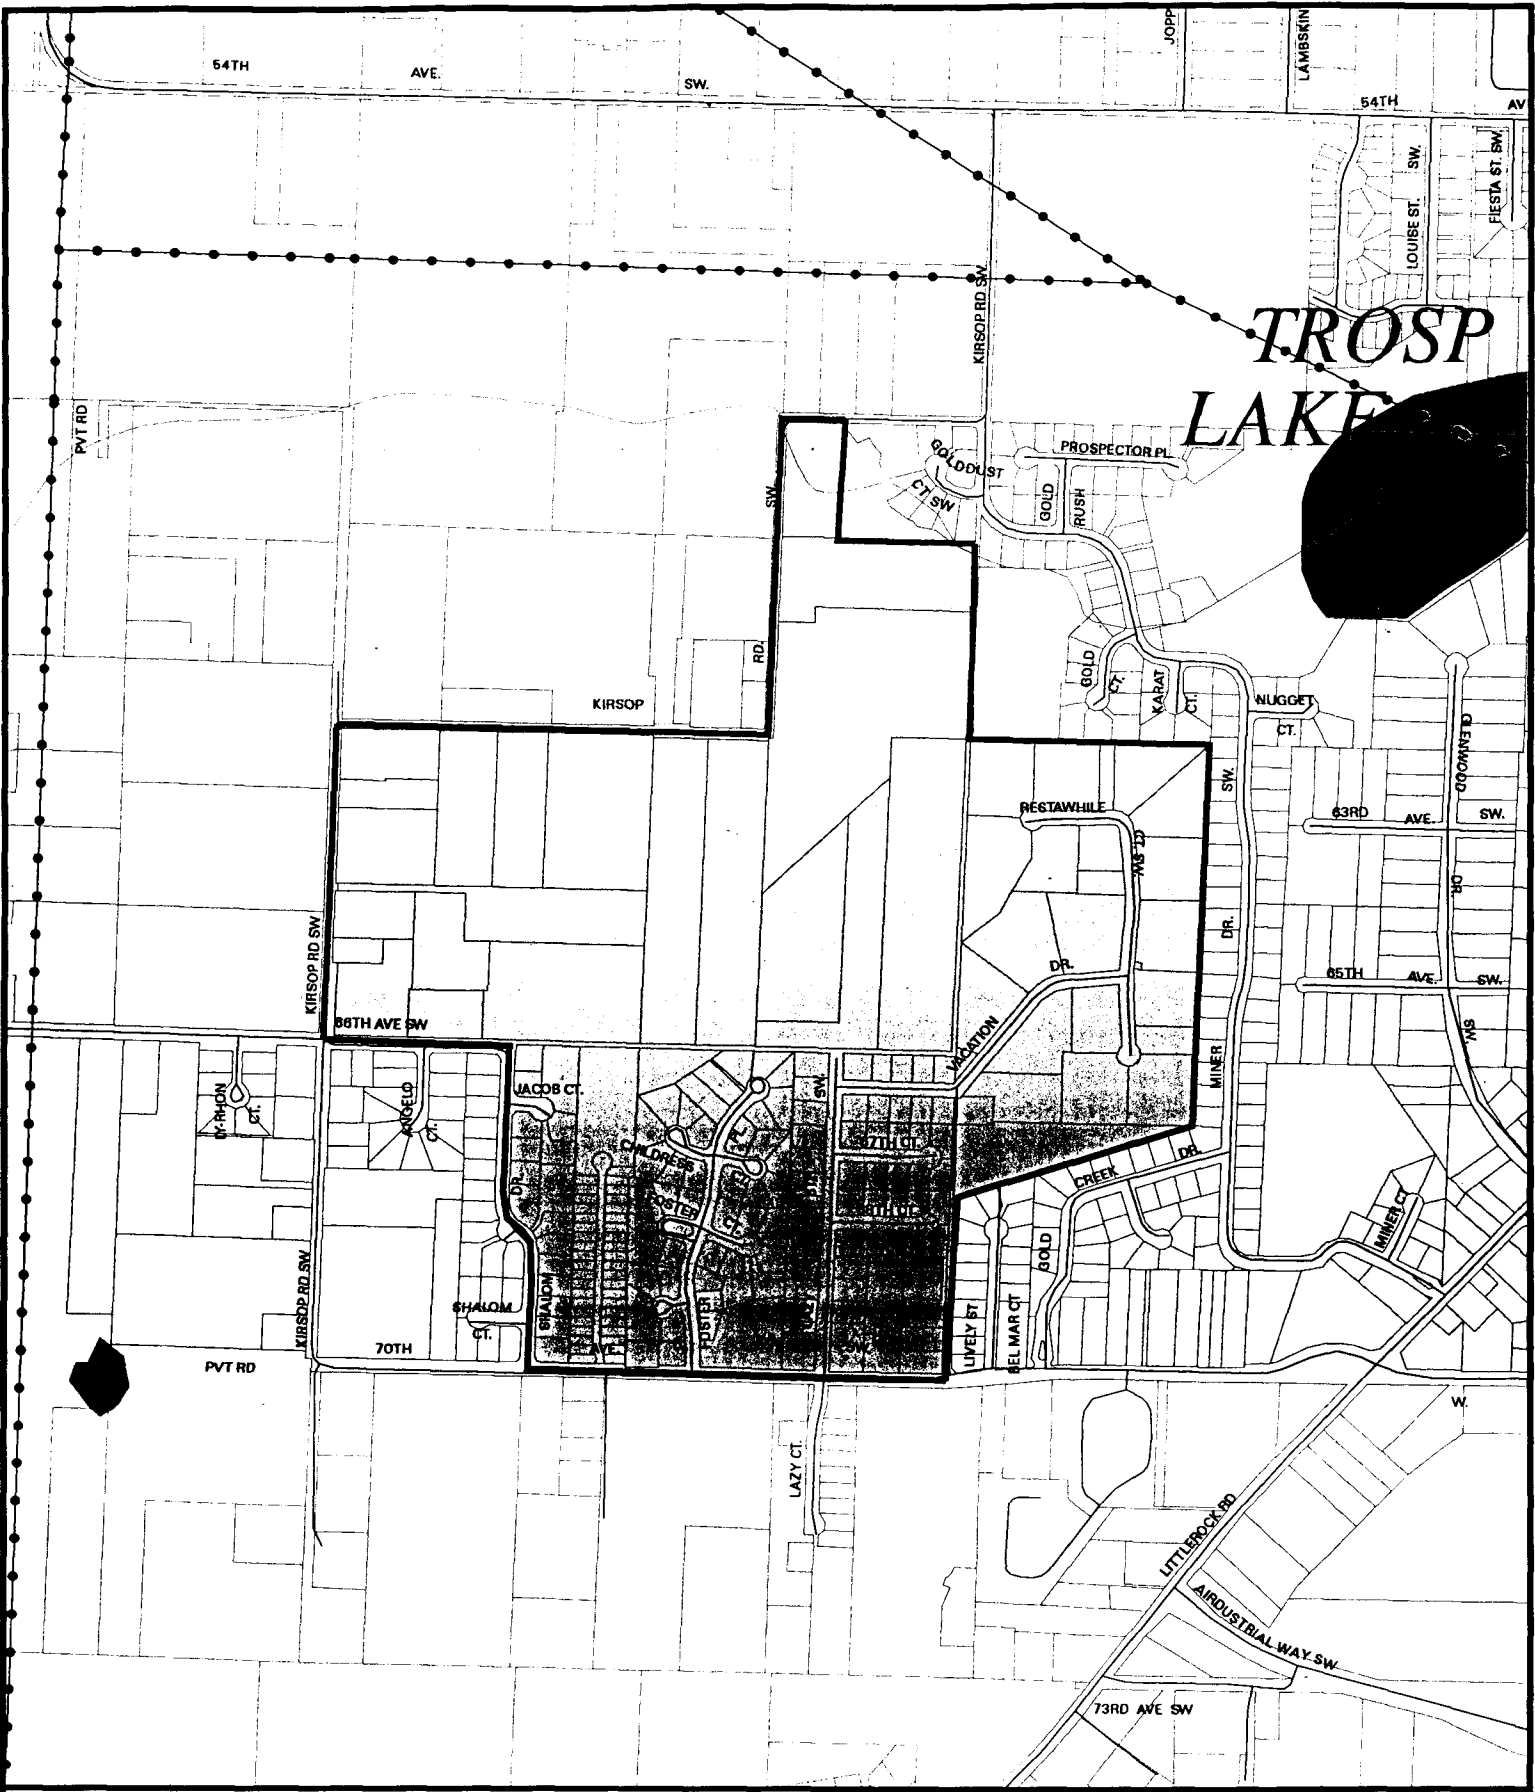 54TH
AVE.
SW.
JOPP
LAMBSKIN
54TH
AV
LOUISE ST. SW.
FIESTA ST. SW.
KIRSOP RD SW
TROSP
LAKE
PVT RD
SW.
GOLDDUST
CT SW
PROSPECTOR PL.
GOLD
RUSH
RD.
KIRSOP
GOLD
CT.
KARAT
CT.
NUGGET
CT.
GLENWOOD
DR.
SW.
RESTAWHILE
CT. SW.
SW.
63RD
AVE.
SW.
DR.
KIRSOP RD SW
DR.
65TH
AVE.
SW.
66TH AVE SW
VACATION
MINER
JACOB CT.
SW.
ANGELO
CT.
CT.
DR.
CHILDRESS
PL.
67TH CT.
CREEK
DR.
FOSTER
CT.
GOLD
MINER CT
KIRSOP RD SW
SHALOM
CT.
SHALOM
FOSTER
LIVELY ST
BEL MAR CT
PVT RD
70TH
AVE.
SW.
W.
LAZY CT.
LITTLEROCK RD
AIRDUSTRIAL WAY SW
73RD AVE SW